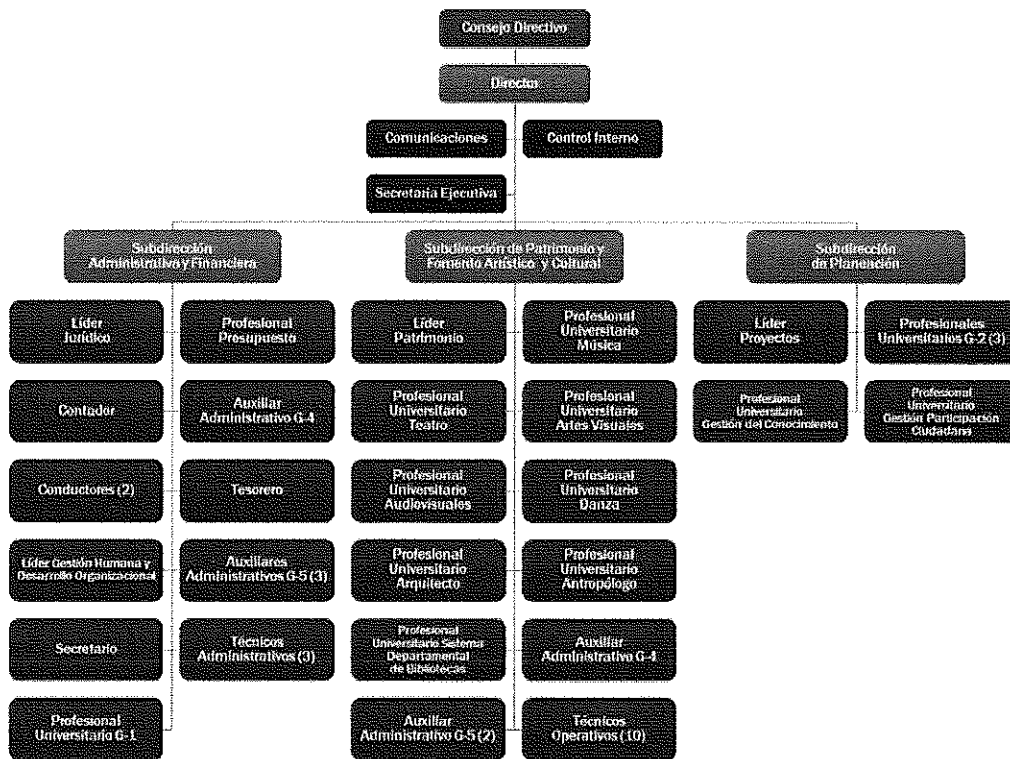 Consejo Directivo
Director
Comunicaciones
Control Interno
Secretaria Ejecutiva
Subdirección
Administrativa y Financiera
Subdirección de Patrimonio y
Fomento Artístico y Cultural
Subdirección
de Planeación
Líder
Jurídico
Profesional
Presupuesto
Líder
Patrimonio
Profesional
Universitario
Música
Líder
Proyectos
Profesionales
Universitarios G-2 (3)
Contador
Auxiliar
Administrativo G-4
Profesional
Universitario
Teatro
Profesional
Universitario
Artes Visuales
Profesional
Universitario
Gestión del Conocimiento
Profesional
Universitario
Gestión Participación
Ciudadana
Conductores (2)
Tesorero
Profesional
Universitario
Audiovisuales
Profesional
Universitario
Danza
Líder Gestión Humana y
Desarrollo Organizacional
Auxiliares
Administrativos G-5 (3)
Profesional
Universitario
Arquitecto
Profesional
Universitario
Antropólogo
Secretario
Técnicos
Administrativos (3)
Profesional
Universitario Sistema
Departamental
de Bibliotecas
Auxiliar
Administrativo G-4
Profesional
Universitario G-1
Auxiliar
Administrativo G-5 (2)
Técnicos
Operativos (10)